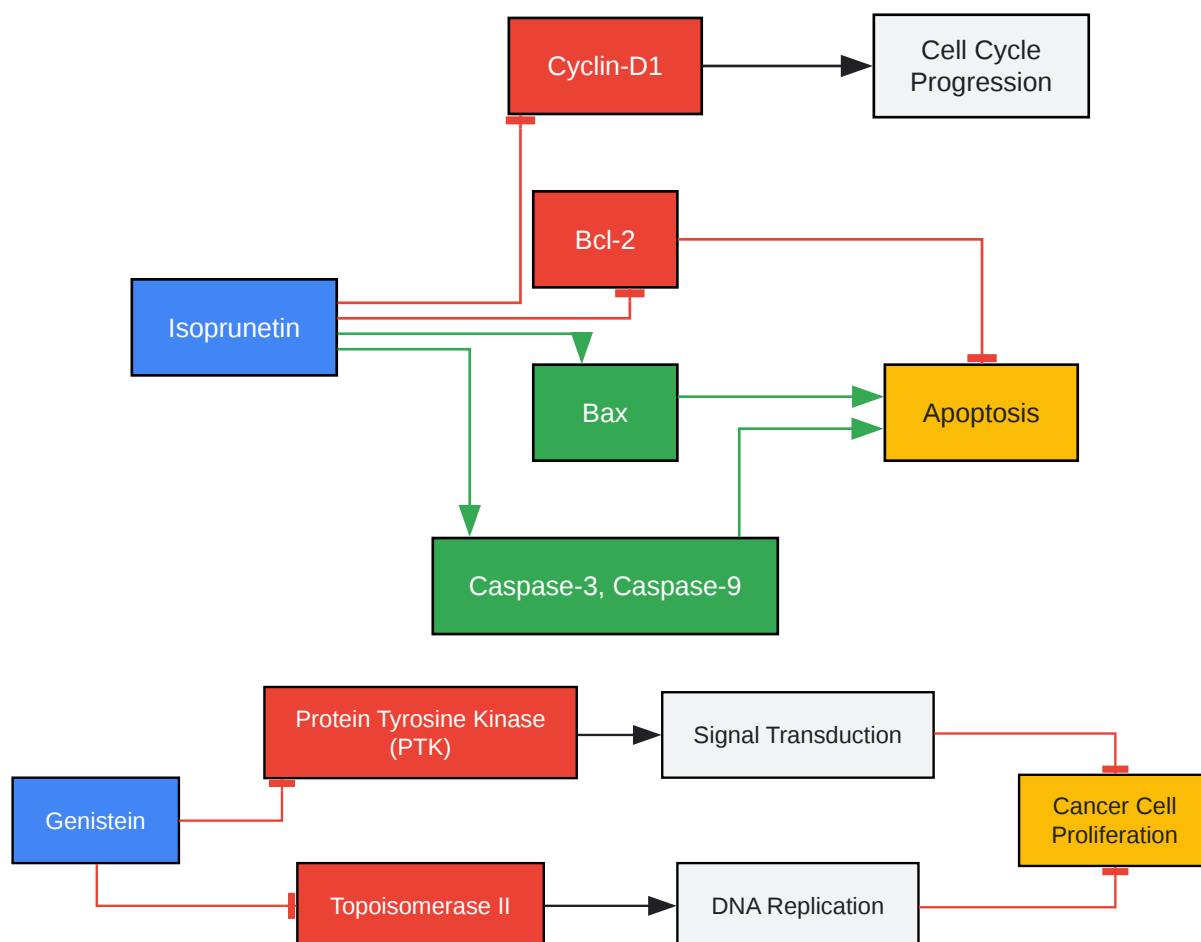 Cyclin-D1
Cell Cycle
Progression
Bcl-2
Isoprunetin
Bax
Apoptosis
Caspase-3, Caspase-9
Protein Tyrosine Kinase
(PTK)
Signal Transduction
Genistein
Cancer Cell
Proliferation
Topoisomerase II
DNA Replication